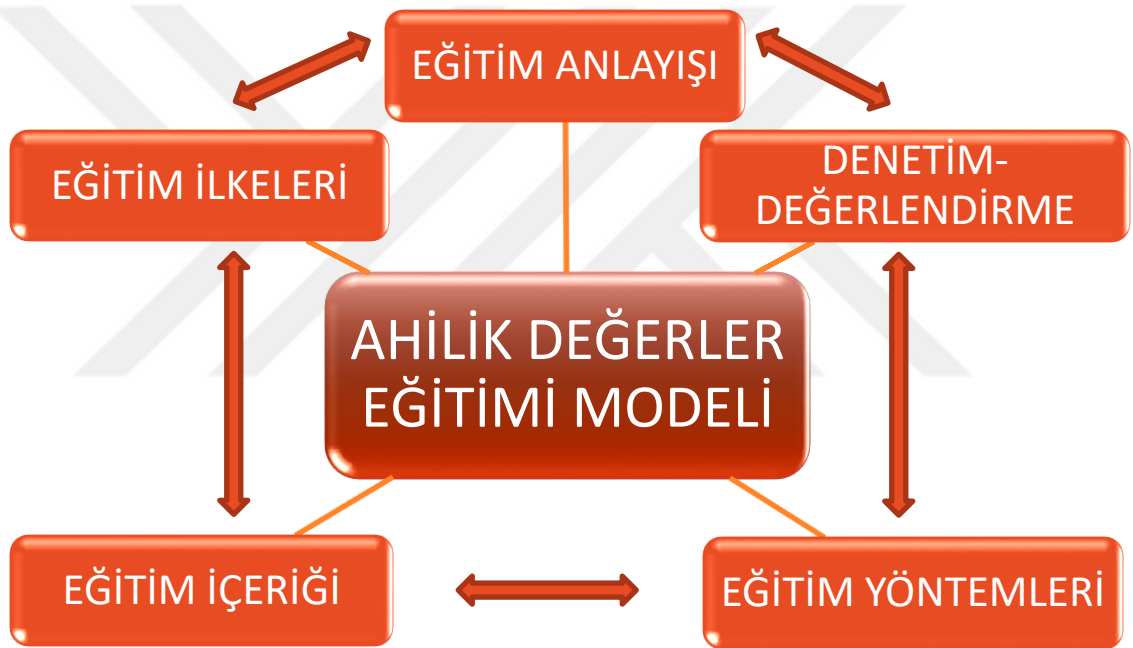 EĞİTİM ANLAYIŞI
EĞİTİM İLKELERİ
DENETİM-
DEĞERLENDİRME
AHİLİK DEĞERLER
EĞİTİMİ MODELİ
EĞİTİM İÇERİĞİ
EĞİTİM YÖNTEMLERİ